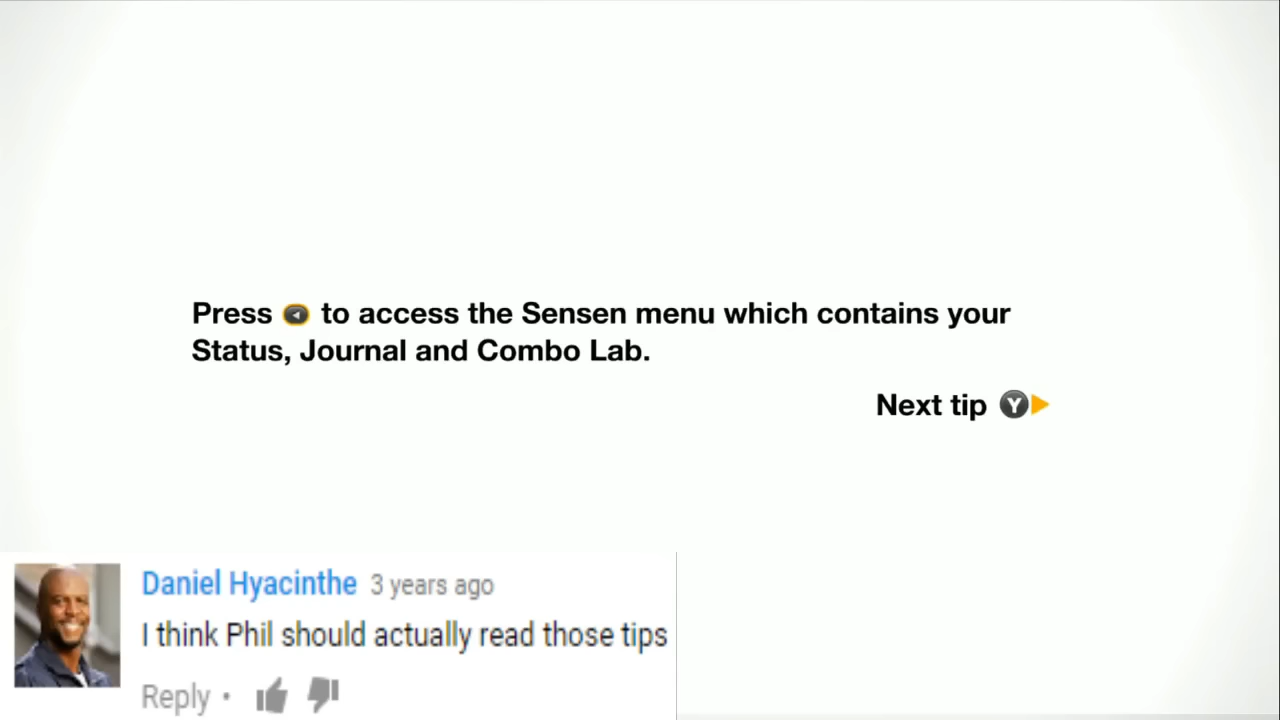 Press to access the Sensen menu which contains your
Status, Journal and Combo Lab.
Next tip Y
Daniel Hyacinthe 3 years ago
I think Phil should actually read those tips
Reply •